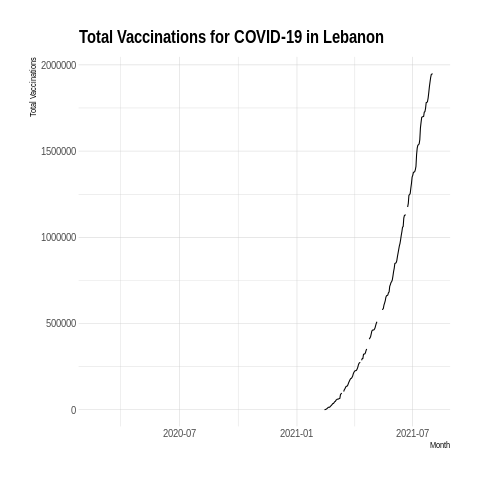 Total Vaccinations for COVID-19 in Lebanon
Total Vaccinations
2000000
1500000
1000000
500000
0
2020-07
2021-01
2021-07
Month